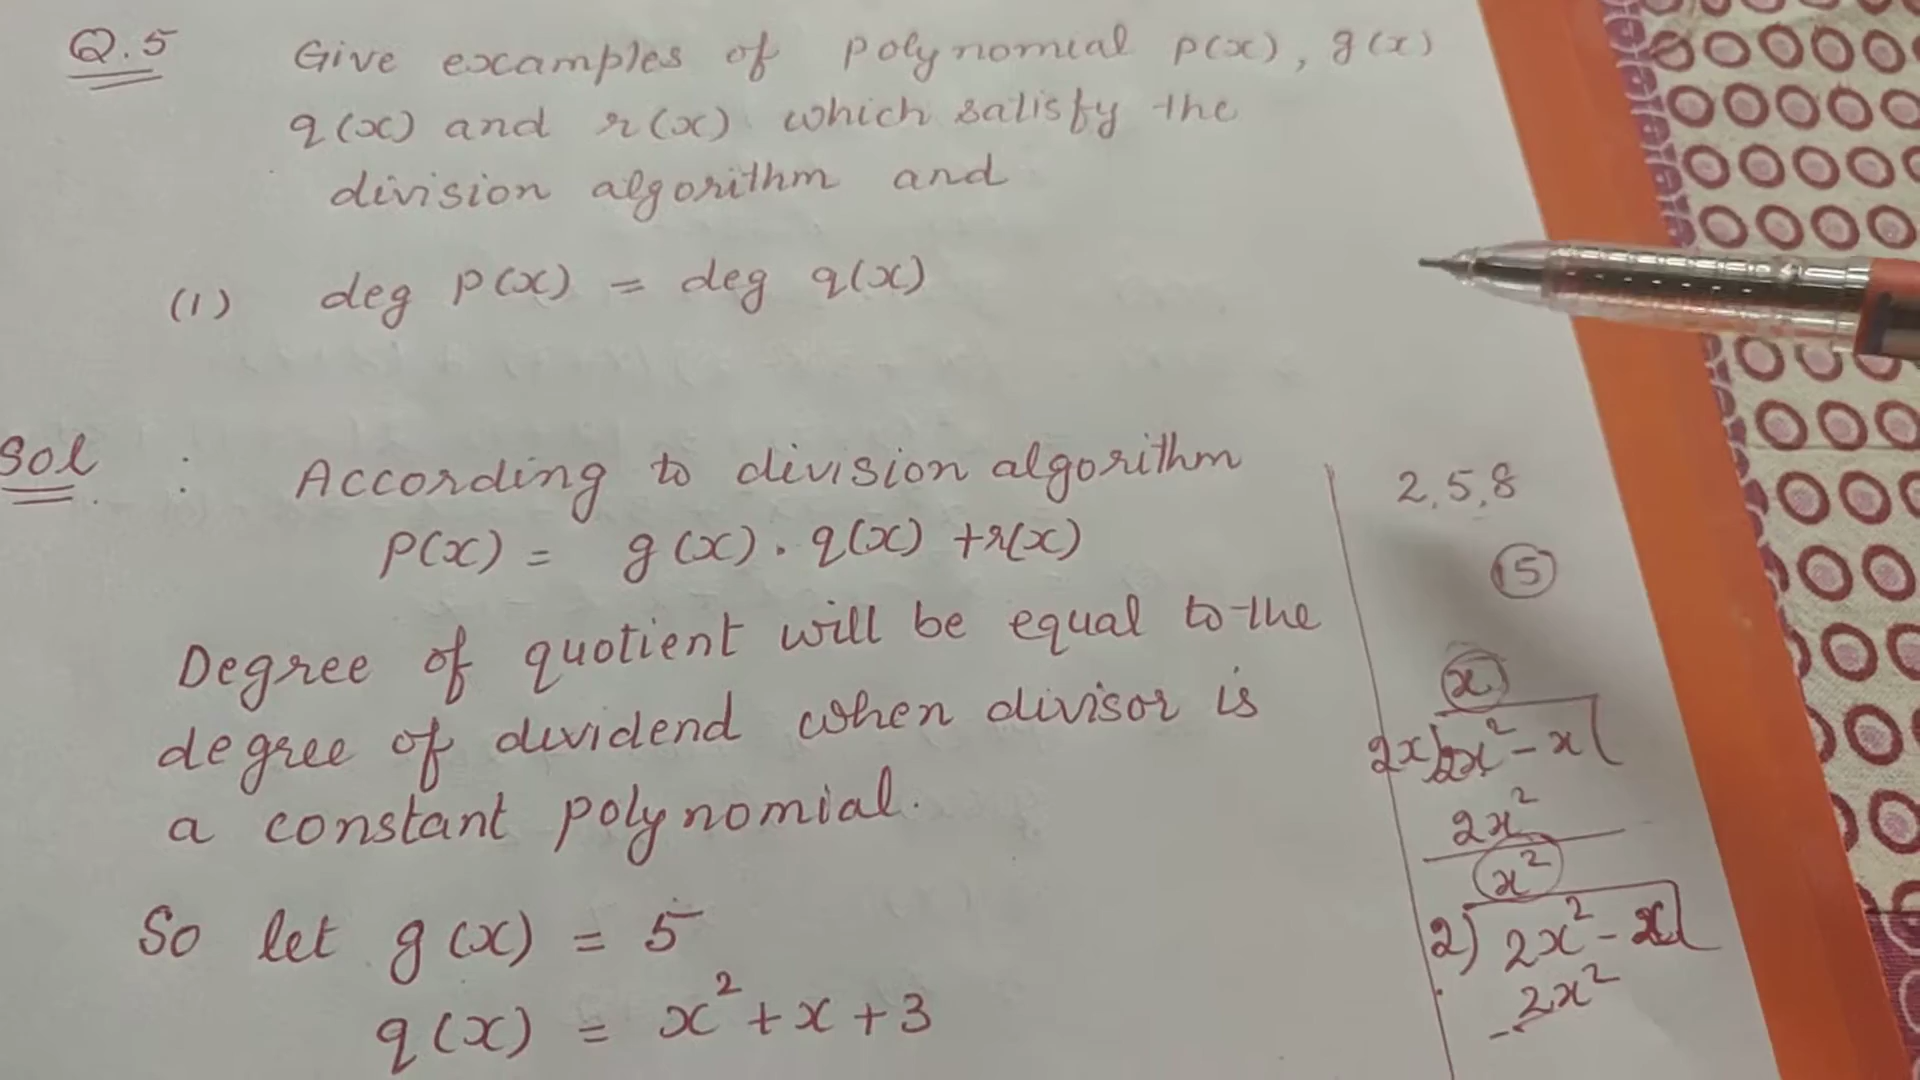 Q.5 Give examples of polynomial p(x), g(x)
q(x) and r(x) which satisfy the
division algorithm and
(1) deg p(x) = deg q(x)
Sol : According to division algorithm
p(x) = g(x) . q(x) + r(x)
Degree of quotient will be equal to the
degree of dividend when divisor is
a constant polynomial.
So let g(x) = 5
q(x) = x² + x + 3
2,5,8
5
x
2x) 2x² - x
2x²
x²
2) 2x² - x
- 2x²